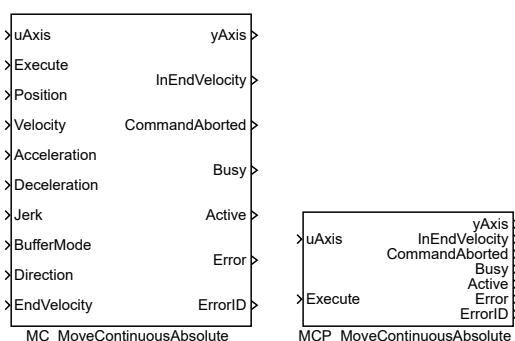 uAxis
Execute
Position
Velocity
Acceleration
Deceleration
Jerk
BufferMode
Direction
EndVelocity
yAxis
InEndVelocity
CommandAborted
Busy
Active
Error
ErrorID
MC_MoveContinuousAbsolute
uAxis
Execute
yAxis
InEndVelocity
CommandAborted
Busy
Active
Error
ErrorID
MCP_MoveContinuousAbsolute